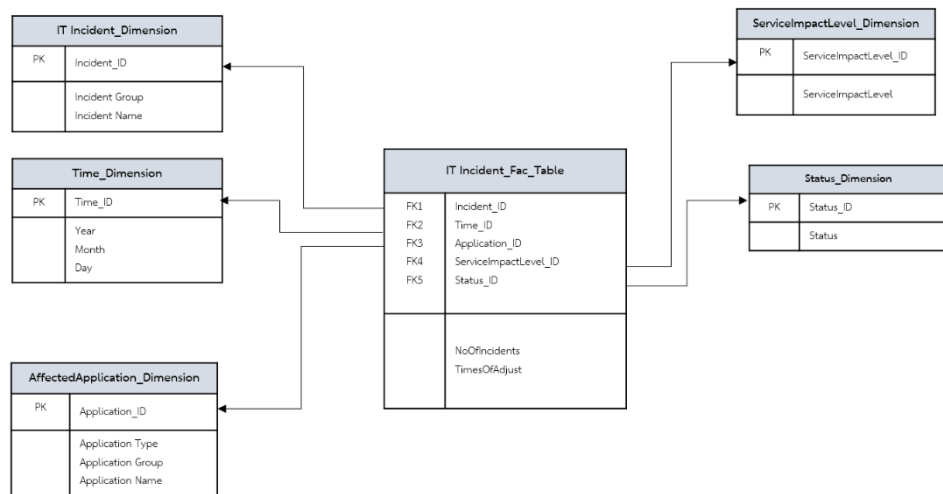 IT Incident_Dimension
PK Incident_ID
Incident Group
Incident Name
Time_Dimension
PK Time_ID
Year
Month
Day
AffectedApplication_Dimension
PK Application_ID
Application Type
Application Group
Application Name
IT Incident_Fac_Table
FK1 Incident_ID
FK2 Time_ID
FK3 Application_ID
FK4 ServiceImpactLevel_ID
FK5 Status_ID
NoOfIncidents
TimesOfAdjust
ServiceImpactLevel_Dimension
PK ServiceImpactLevel_ID
ServiceImpactLevel
Status_Dimension
PK Status_ID
Status